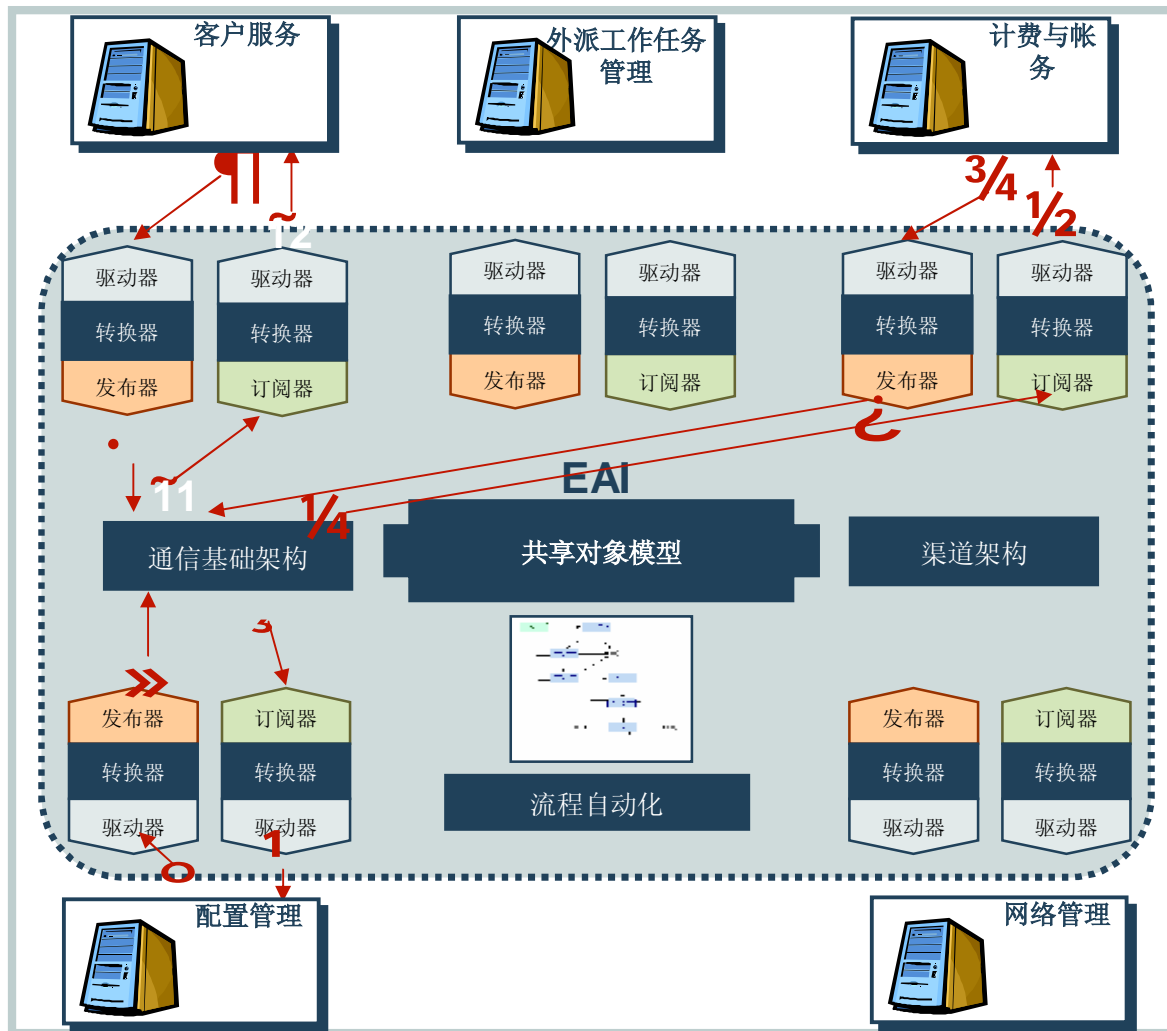 客户服务
外派工作任务
管理
计费与帐
务
¶
~
12
¾
½
驱动器
驱动器
驱动器
驱动器
驱动器
驱动器
转换器
转换器
转换器
转换器
转换器
转换器
发布器
订阅器
发布器
订阅器
发布器
订阅器
·
¿
~
11
¼
EAI
通信基础架构
共享对象模型
渠道架构
»
发布器
订阅器
发布器
订阅器
转换器
转换器
转换器
转换器
驱动器
驱动器
驱动器
驱动器
流程自动化
º
1
配置管理
网络管理